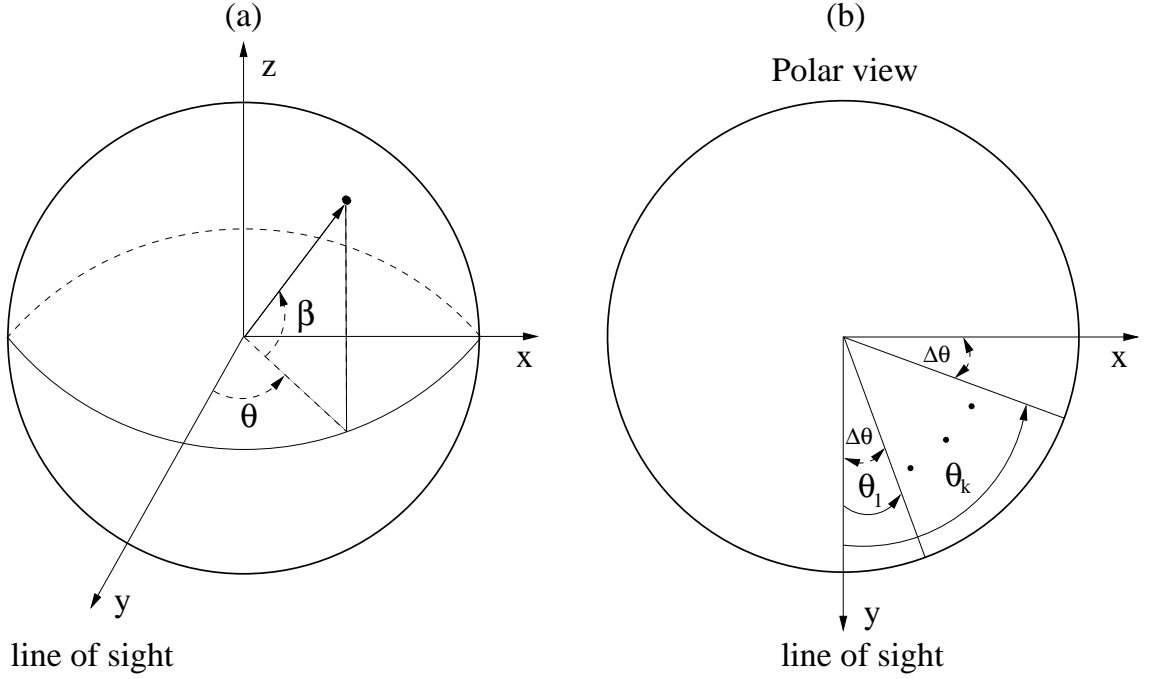 (a)
z
β
x
θ
y
line of sight
(b)
Polar view
Δθ
x
Δθ
θ1
θk
y
line of sight